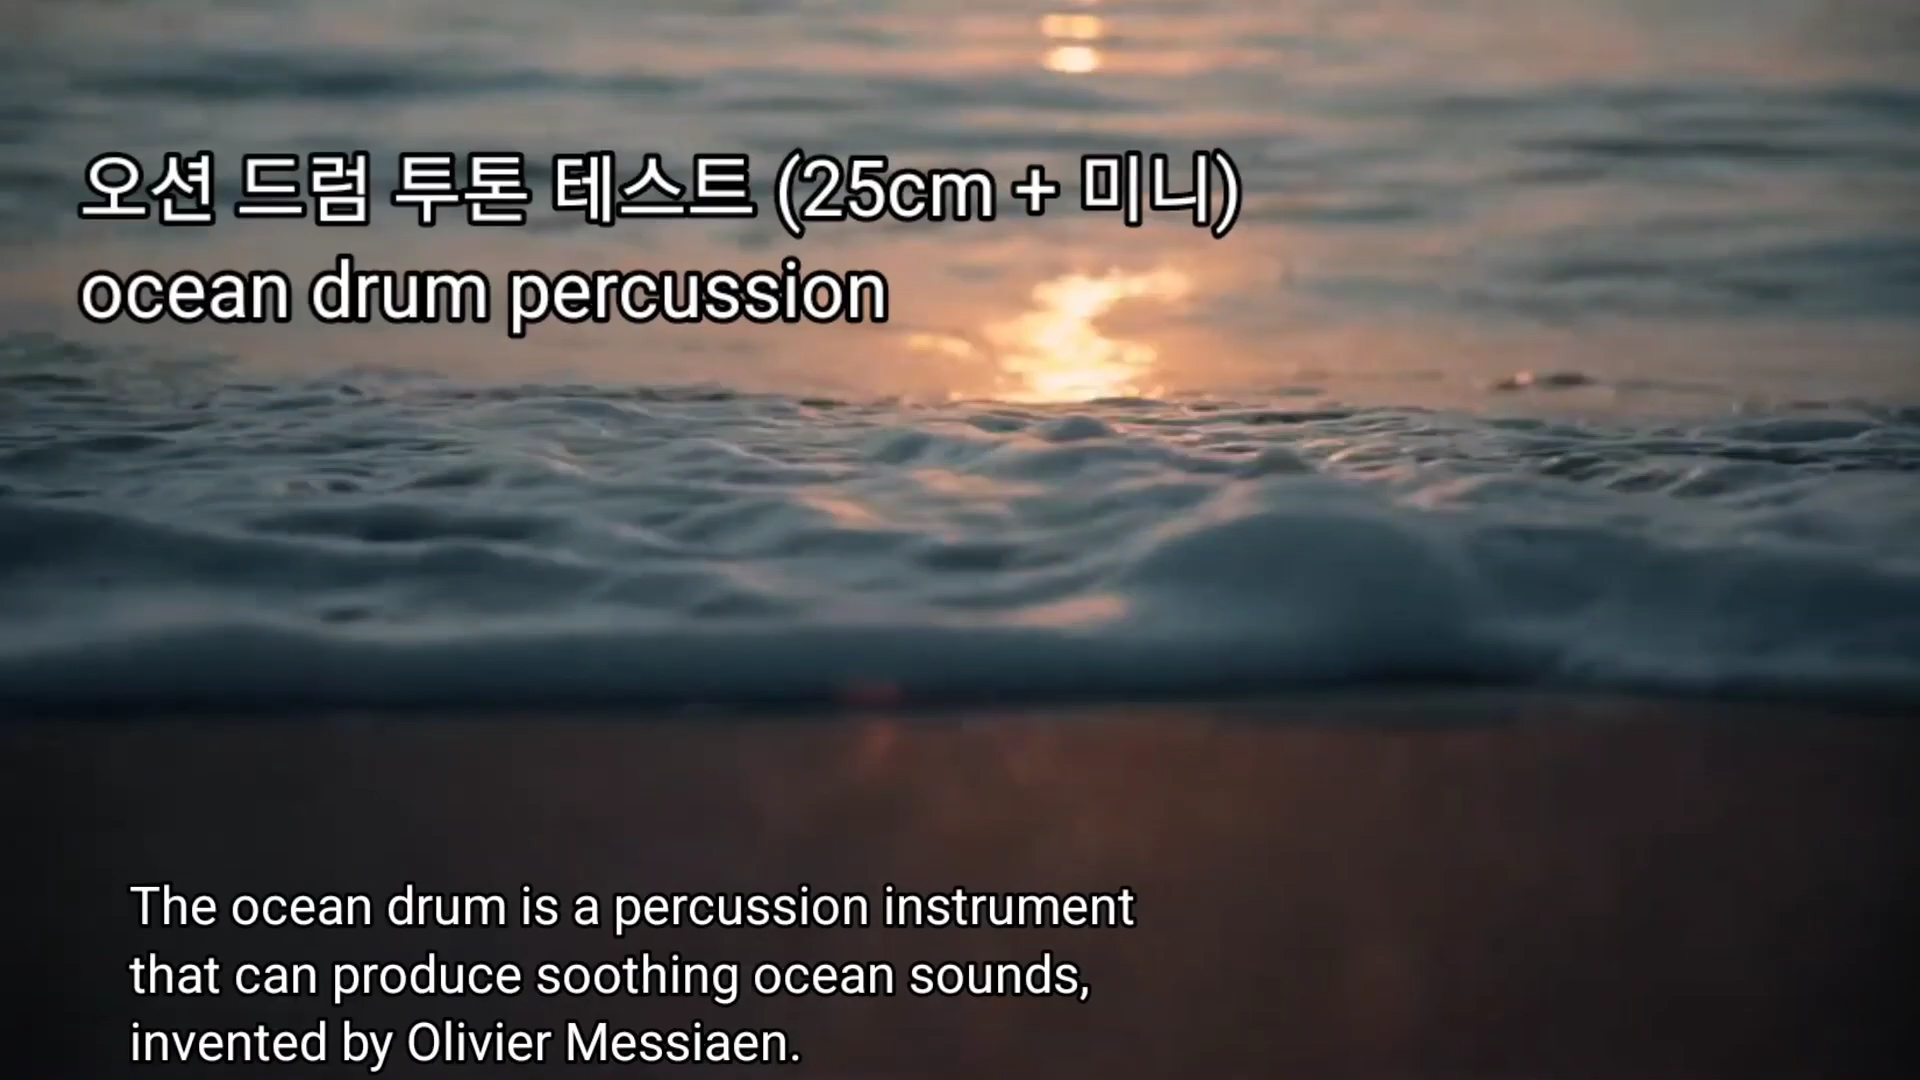 오션 드럼 투톤 테스트 (25cm + 미니)
ocean drum percussion
The ocean drum is a percussion instrument
that can produce soothing ocean sounds,
invented by Olivier Messiaen.